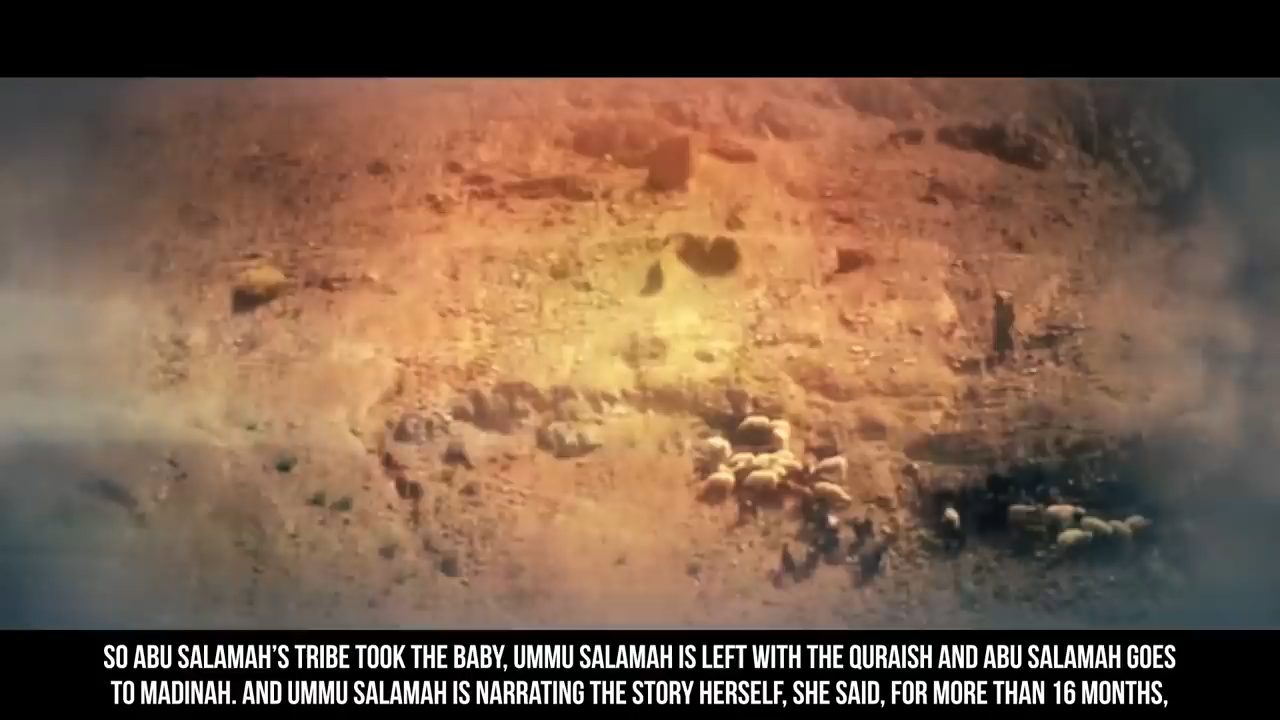 SO ABU SALAMAH’S TRIBE TOOK THE BABY, UMMU SALAMAH IS LEFT WITH THE QURAISH AND ABU SALAMAH GOES
TO MADINAH. AND UMMU SALAMAH IS NARRATING THE STORY HERSELF, SHE SAID, FOR MORE THAN 16 MONTHS,